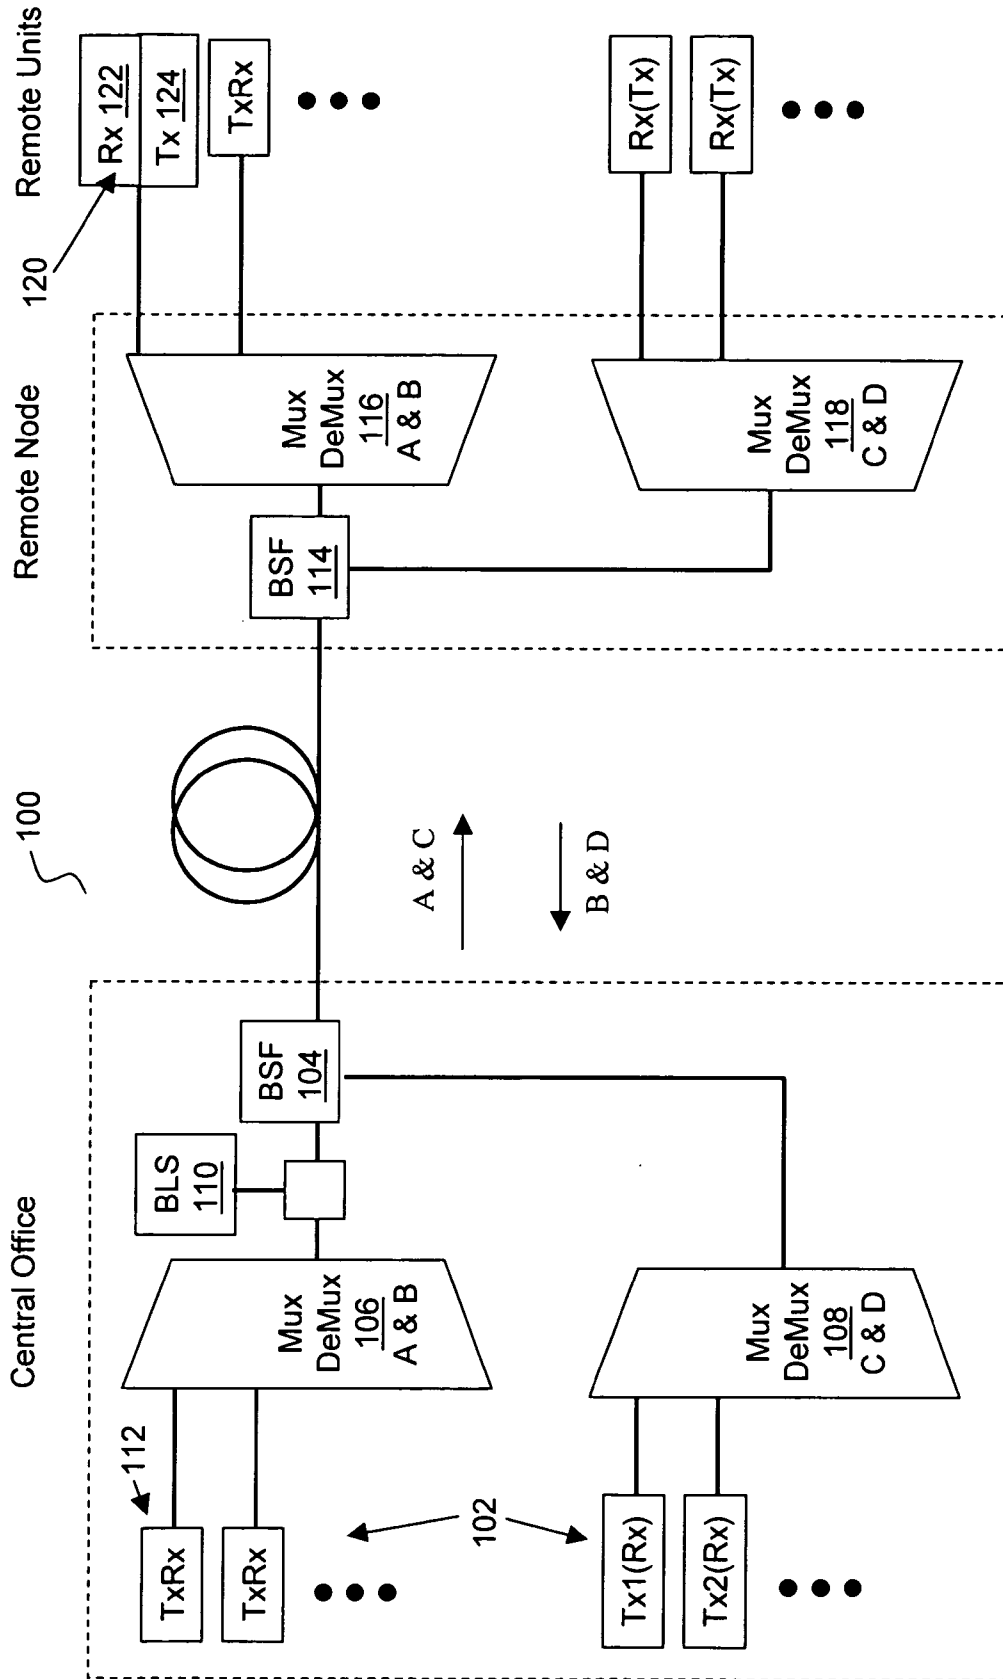 100
Central Office
Remote Node
Remote Units
112
TxRx
TxRx
102
Tx1(Rx)
Tx2(Rx)
Mux
DeMux
106
A & B
Mux
DeMux
108
C & D
BLS
110
BSF
104
A & C
B & D
BSF
114
Mux
DeMux
116
A & B
Mux
DeMux
118
C & D
120
Rx 122
Tx 124
TxRx
Rx(Tx)
Rx(Tx)